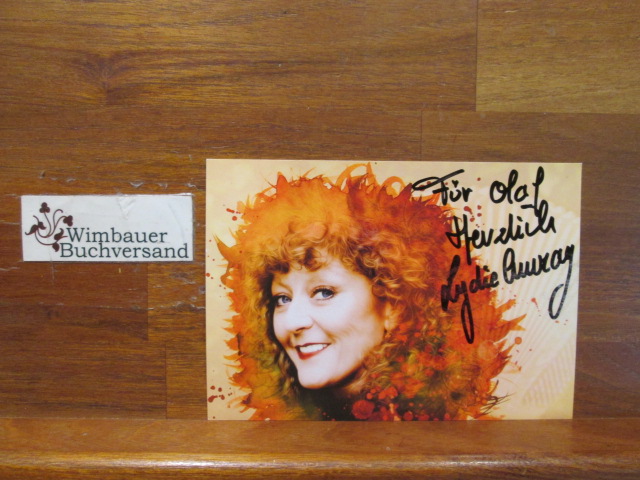 Wimbauer
Buchversand
Für Olaf
Herzlich
Lydie Auvray